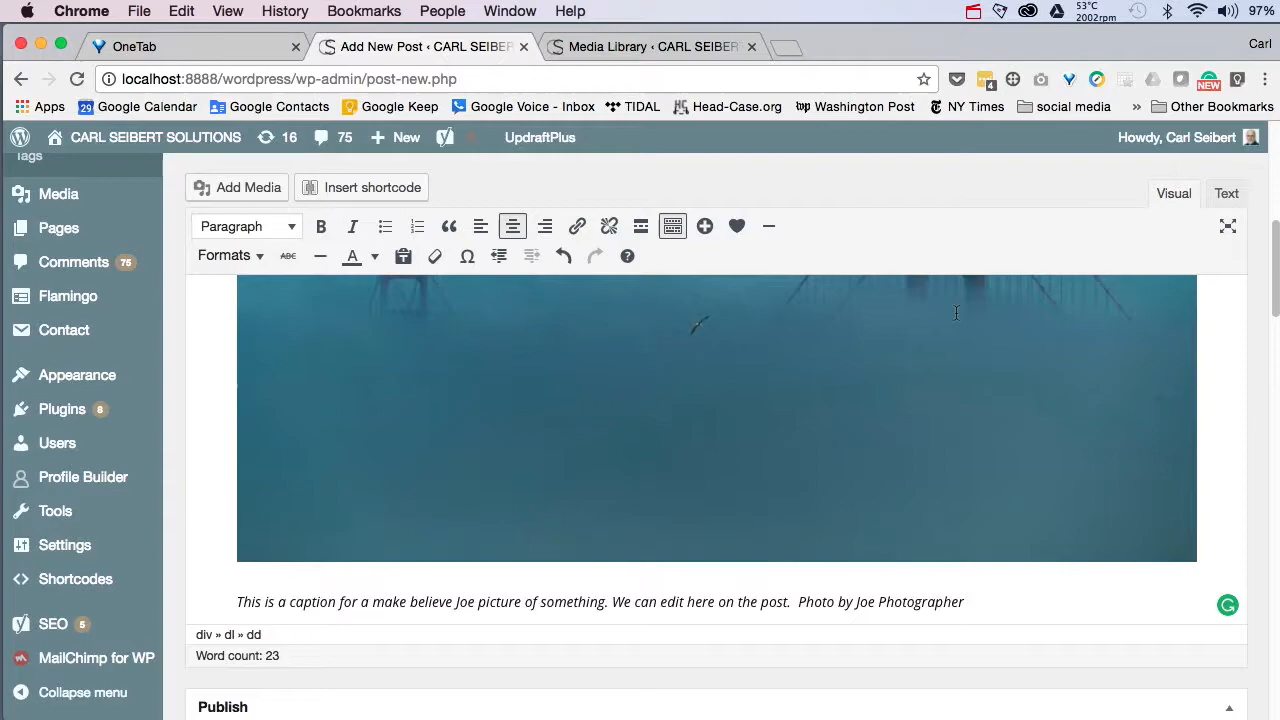 Chrome File Edit View History Bookmarks People Window Help 53°C 2002rpm 97%
OneTab Add New Post ‹ CARL SEIBER Media Library ‹ CARL SEIBER Carl
localhost:8888/wordpress/wp-admin/post-new.php 4 NEW
Apps 29 Google Calendar Google Contacts Google Keep Google Voice - Inbox TIDAL Head-Case.org wp Washington Post NY Times social media » Other Bookmarks
CARL SEIBERT SOLUTIONS 16 75 New UpdraftPlus Howdy, Carl Seibert
Tags
Media
Pages
Comments 75
Flamingo
Contact
Appearance
Plugins 8
Users
Profile Builder
Tools
Settings
Shortcodes
SEO 5
MailChimp for WP
Collapse menu
Add Media Insert shortcode Visual Text
Paragraph B I
Formats ABC A
This is a caption for a make believe Joe picture of something. We can edit here on the post.  Photo by Joe Photographer
div » dl » dd
Word count: 23
Publish